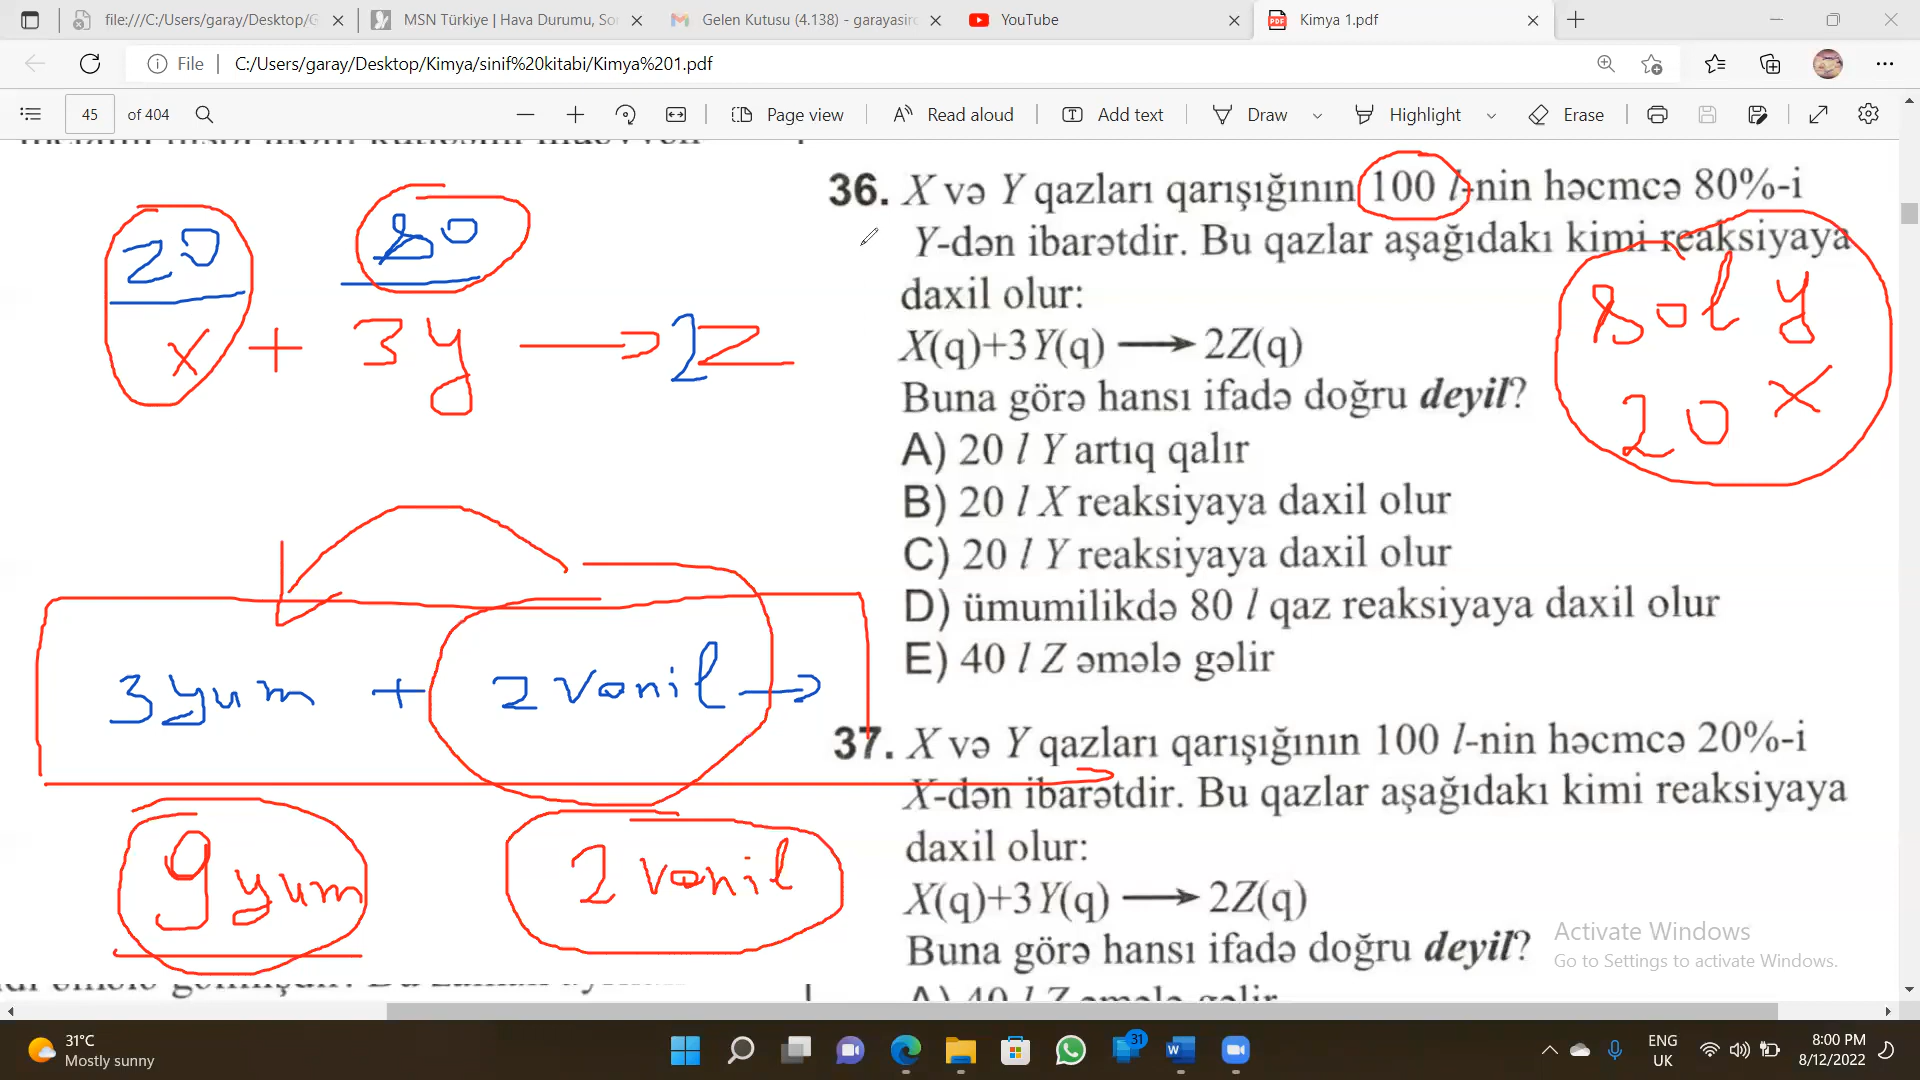 file:///C:/Users/garay/Desktop/G
MSN Türkiye | Hava Durumu, So
Gelen Kutusu (4.138) - garayasir
YouTube
Kimya 1.pdf
File
C:/Users/garay/Desktop/Kimya/sinif%20kitabi/Kimya%201.pdf
45
of 404
Page view
Read aloud
Add text
Draw
Highlight
Erase
20 80
x + 3y → 2Z
3 yum + 2 vanil →
9 yum 2 vanil
36. X və Y qazları qarışığının 100 l-nin həcmcə 80%-i
Y-dən ibarətdir. Bu qazlar aşağıdakı kimi reaksiyaya
daxil olur:
X(q)+3Y(q) → 2Z(q)
Buna görə hansı ifadə doğru deyil?
A) 20 l Y artıq qalır
B) 20 l X reaksiyaya daxil olur
C) 20 l Y reaksiyaya daxil olur
D) ümumilikdə 80 l qaz reaksiyaya daxil olur
E) 40 l Z əmələ gəlir
80l y
20 x
37. X və Y qazları qarışığının 100 l-nin həcmcə 20%-i
X-dən ibarətdir. Bu qazlar aşağıdakı kimi reaksiyaya
daxil olur:
X(q)+3Y(q) → 2Z(q)
Buna görə hansı ifadə doğru deyil?
A) 40 l Z əmələ gəlir
Activate Windows
Go to Settings to activate Windows.
31°C
Mostly sunny
31
ENG
UK
8:00 PM
8/12/2022